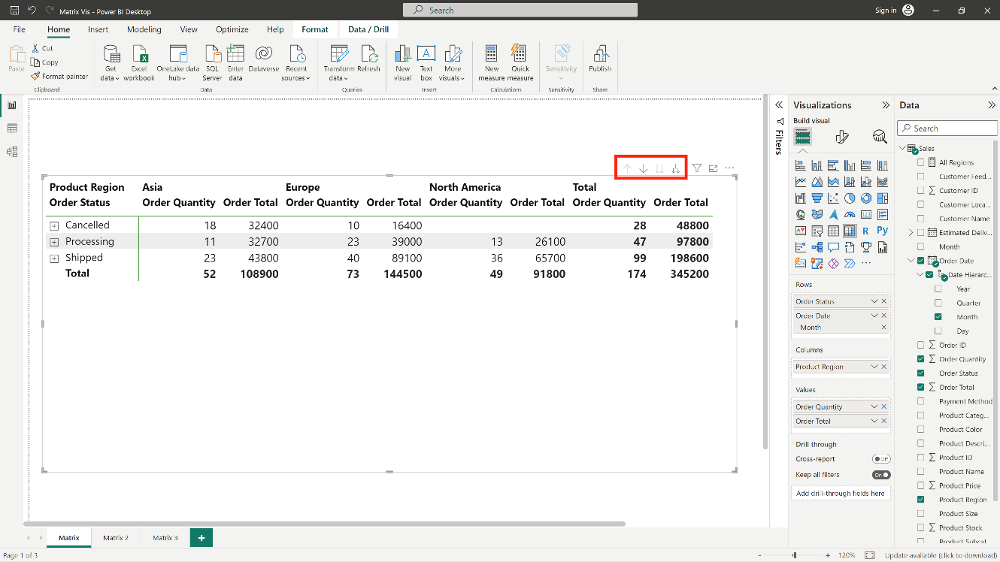 Matrix Vis - Power BI Desktop
Search
Sign in
File Home Insert Modeling View Optimize Help Format Data / Drill
Paste
Cut
Copy
Format painter
Clipboard
Get data
Excel workbook
OneLake data hub
SQL Server
Enter data
Dataverse
Recent sources
Data
Transform data
Refresh
Queries
New visual
Text box
More visuals
Insert
New measure
Quick measure
Calculations
Sensitivity
Sensitivity
Publish
Share
Product Region Asia Europe North America Total
Order Status Order Quantity Order Total Order Quantity Order Total Order Quantity Order Total Order Quantity Order Total
Cancelled 18 32400 10 16400 28 48800
Processing 11 32700 23 39000 13 26100 47 97800
Shipped 23 43800 40 89100 36 65700 99 198600
Total 52 108900 73 144500 49 91800 174 345200
Filters
Visualizations
Build visual
R Py
Rows
Order Status
Order Date
Month
Columns
Product Region
Values
Order Quantity
Order Total
Drill through
Cross-report Off
Keep all filters On
Add drill-through fields here
Data
Search
Sales
All Regions
Customer Feed...
Customer ID
Customer Loca...
Customer Name
Estimated Deliv...
Month
Order Date
Date Hierarc...
Year
Quarter
Month
Day
Order ID
Order Quantity
Order Status
Order Total
Payment Method
Product Categ...
Product Color
Product Descri...
Product ID
Product Name
Product Price
Product Region
Product Size
Product Stock
Product Subcat
Matrix Matrix 2 Matrix 3
Page 1 of 3
- + 120%
Update available (click to download)